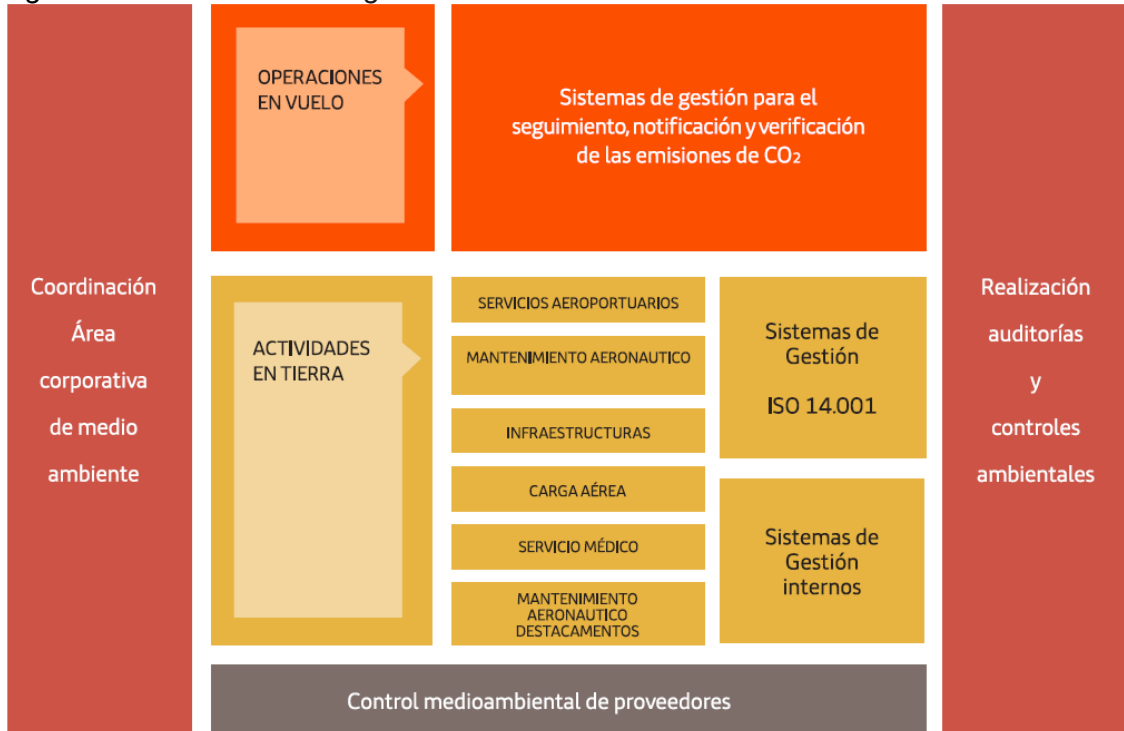 Coordinación
Área
corporativa
de medio
ambiente
OPERACIONES
EN VUELO
Sistemas de gestión para el
seguimiento, notificación y verificación
de las emisiones de CO₂
ACTIVIDADES
EN TIERRA
SERVICIOS AEROPORTUARIOS
MANTENIMIENTO AERONAUTICO
INFRAESTRUCTURAS
CARGA AÉREA
SERVICIO MÉDICO
MANTENIMIENTO
AERONAUTICO
DESTACAMENTOS
Sistemas de
Gestión
ISO 14.001
Sistemas de
Gestión
internos
Control medioambiental de proveedores
Realización
auditorías
y
controles
ambientales